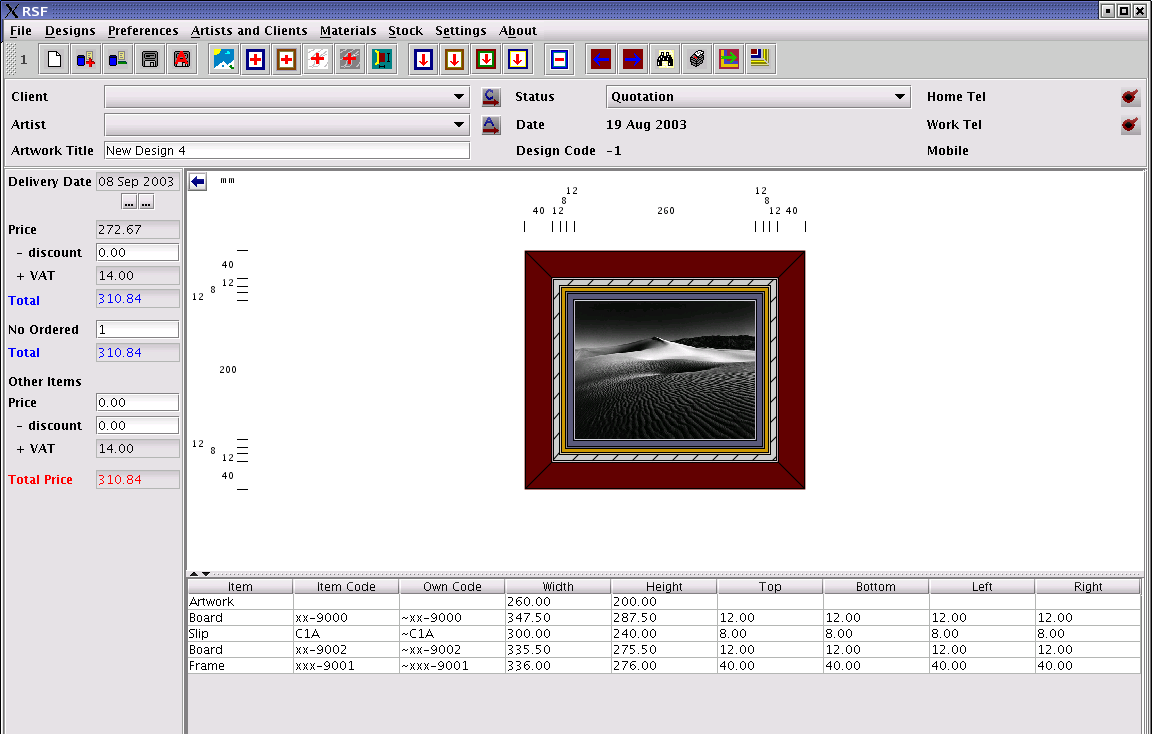 RSF
File Designs Preferences Artists and Clients Materials Stock Settings About
1
Client C Status Quotation Home Tel
Artist A Date 19 Aug 2003 Work Tel
Artwork Title New Design 4 Design Code -1 Mobile
Delivery Date 08 Sep 2003
... ...
Price 272.67
- discount 0.00
+ VAT 14.00
Total 310.84
No Ordered 1
Total 310.84
Other Items
Price 0.00
- discount 0.00
+ VAT 14.00
Total Price 310.84
mm
12 12
8 8
40 12 260 12 40
40
12
8
12
200
12
8
12
40
Item Item Code Own Code Width Height Top Bottom Left Right
Artwork 260.00 200.00
Board xx-9000 ~xx-9000 347.50 287.50 12.00 12.00 12.00 12.00
Slip C1A ~C1A 300.00 240.00 8.00 8.00 8.00 8.00
Board xx-9002 ~xx-9002 335.50 275.50 12.00 12.00 12.00 12.00
Frame xxx-9001 ~xxx-9001 336.00 276.00 40.00 40.00 40.00 40.00